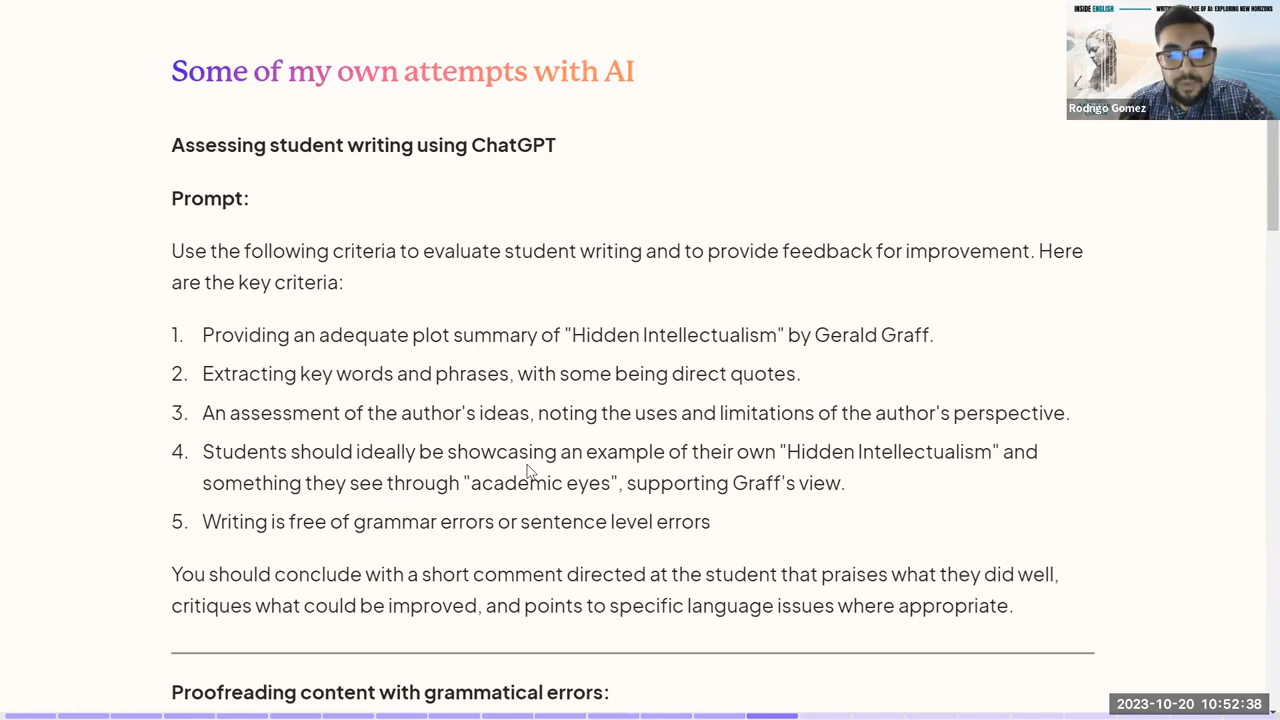 Some of my own attempts with AI
INSIDE ENGLISH
AGE OF AI: EXPLORING NEW HORIZONS
Rodrigo Gomez
Assessing student writing using ChatGPT
Prompt:
Use the following criteria to evaluate student writing and to provide feedback for improvement. Here
are the key criteria:
1. Providing an adequate plot summary of "Hidden Intellectualism" by Gerald Graff.
2. Extracting key words and phrases, with some being direct quotes.
3. An assessment of the author's ideas, noting the uses and limitations of the author's perspective.
4. Students should ideally be showcasing an example of their own "Hidden Intellectualism" and
something they see through "academic eyes", supporting Graff's view.
5. Writing is free of grammar errors or sentence level errors
You should conclude with a short comment directed at the student that praises what they did well,
critiques what could be improved, and points to specific language issues where appropriate.
Proofreading content with grammatical errors:
2023-10-20 10:52:38